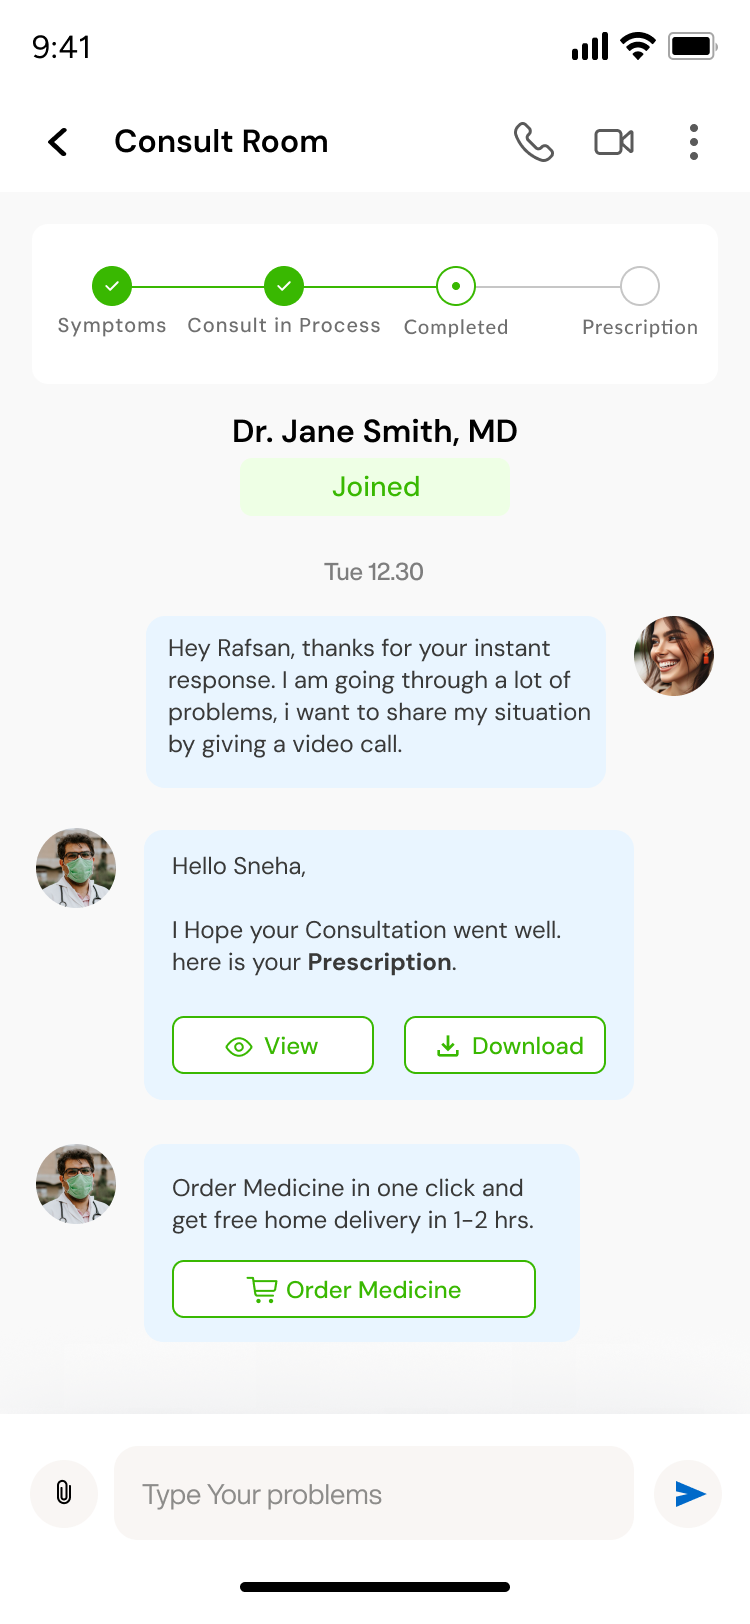 9:41
Consult Room
Symptoms
Consult in Process
Completed
Prescription
Dr. Jane Smith, MD
Joined
Tue 12.30
Hey Rafsan, thanks for your instant
response. I am going through a lot of
problems, i want to share my situation
by giving a video call.
Hello Sneha,
I Hope your Consultation went well.
here is your Prescription.
View
Download
Order Medicine in one click and
get free home delivery in 1-2 hrs.
Order Medicine
Type Your problems